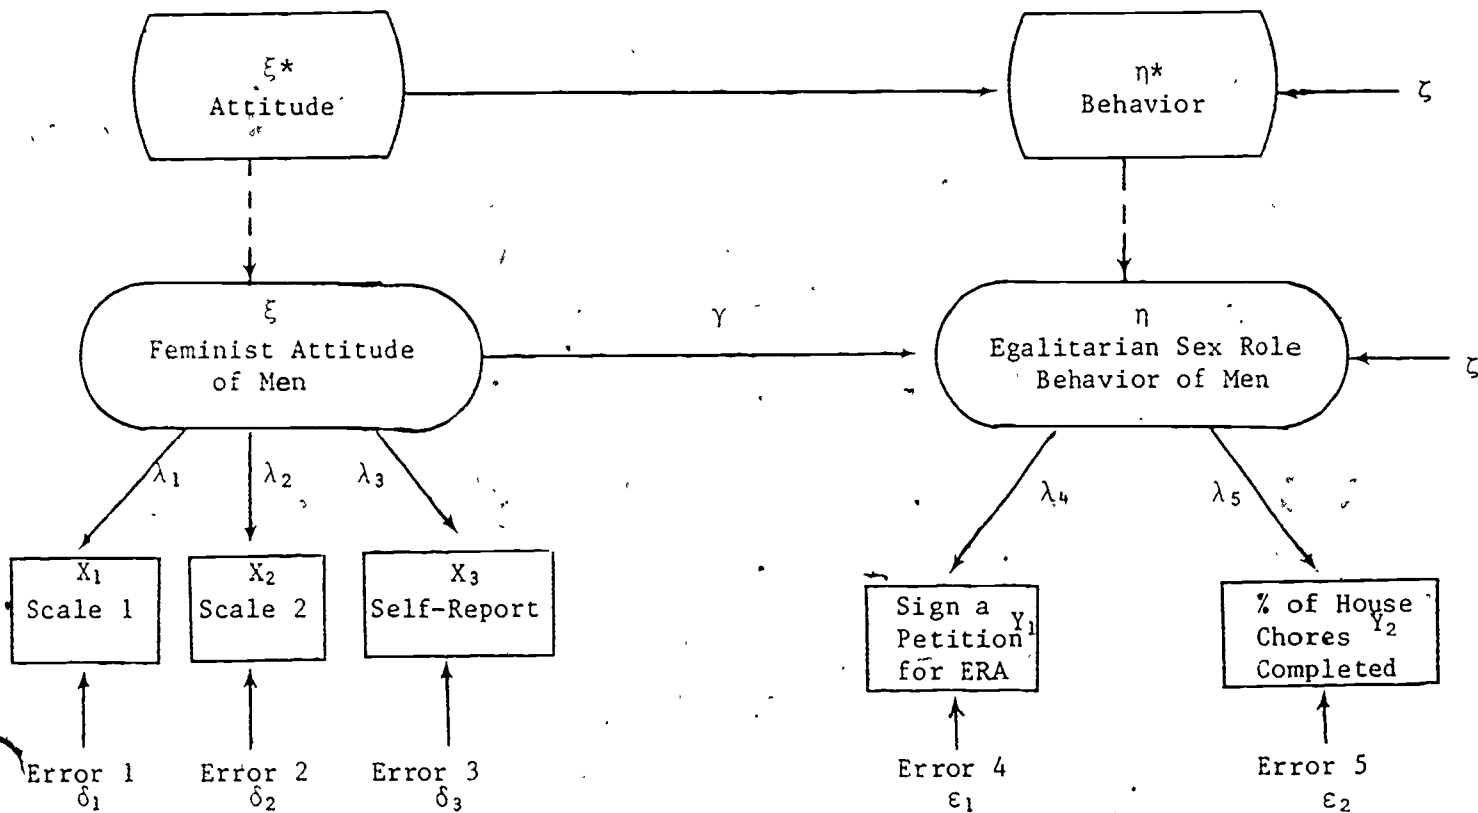 ξ*
Attitude
η*
Behavior
ζ
ξ
Feminist Attitude
of Men
γ
η
Egalitarian Sex Role
Behavior of Men
ζ
λ1
λ2
λ3
λ4
λ5
X1
Scale 1
X2
Scale 2
X3
Self-Report
Sign a
Petition Y1
for ERA
% of House
Chores Y2
Completed
Error 1
δ1
Error 2
δ2
Error 3
δ3
Error 4
ε1
Error 5
ε2